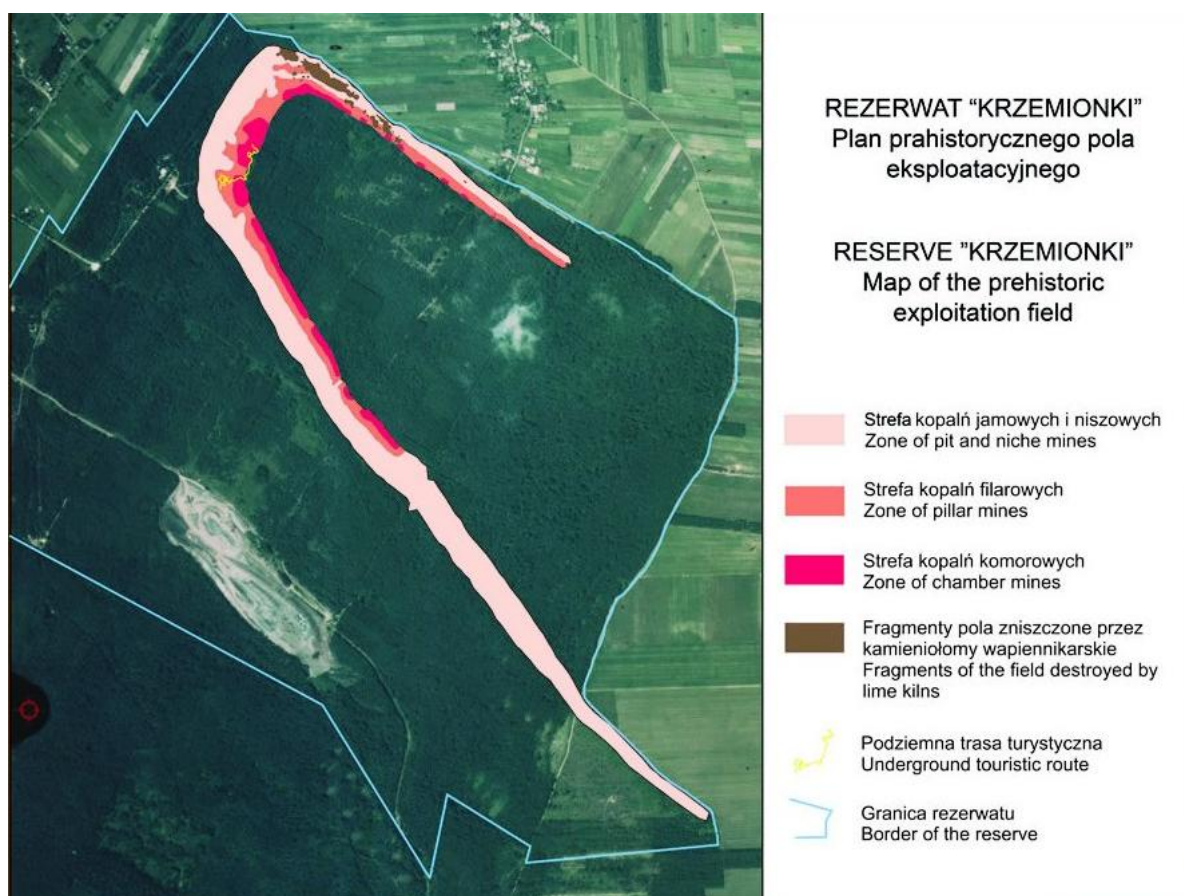 REZERWAT “KRZEMIONKI”
Plan prahistorycznego pola
eksploatacyjnego
RESERVE ”KRZEMIONKI”
Map of the prehistoric
exploitation field
Strefa kopalń jamowych i niszowych
Zone of pit and niche mines
Strefa kopalń filarowych
Zone of pillar mines
Strefa kopalń komorowych
Zone of chamber mines
Fragmenty pola zniszczone przez
kamieniołomy wapiennikarskie
Fragments of the field destroyed by
lime kilns
Podziemna trasa turystyczna
Underground touristic route
Granica rezerwatu
Border of the reserve